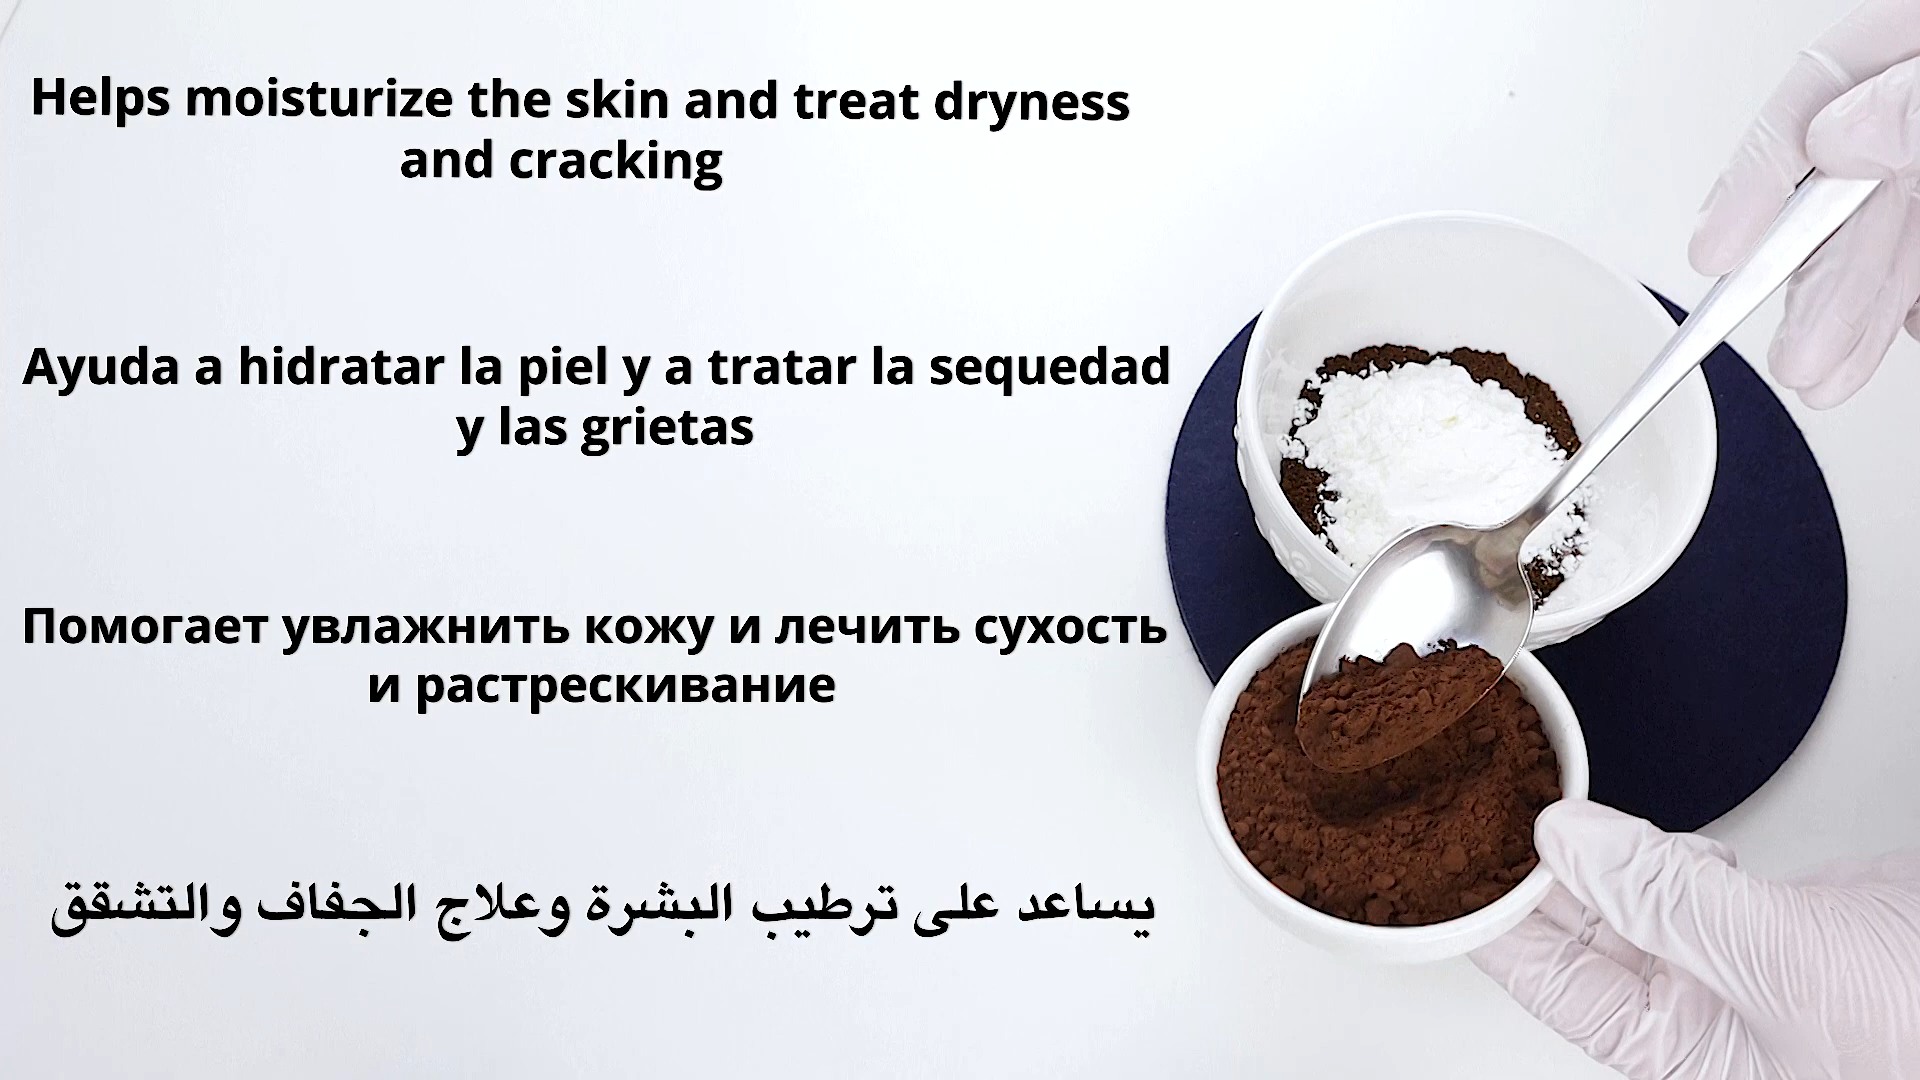 Helps moisturize the skin and treat dryness
and cracking
Ayuda a hidratar la piel y a tratar la sequedad
y las grietas
Помогает увлажнить кожу и лечить сухость
и растрескивание
يساعد على ترطيب البشرة وعلاج الجفاف والتشقق